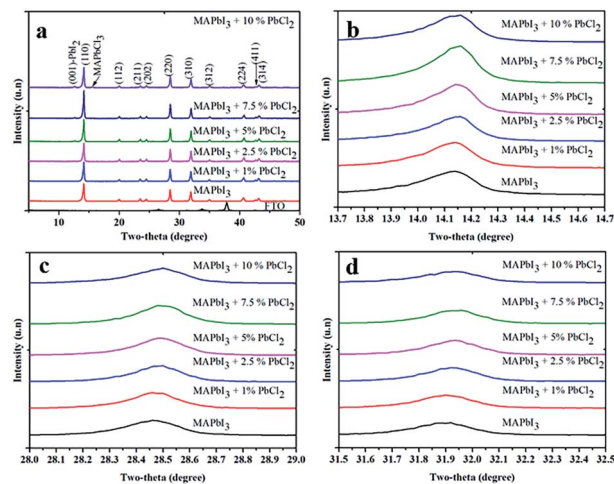 a
MAPbI3 + 10 % PbCl2
(001)-PbI2
(110)
MAPbCl3
(112)
(211)
(202)
(220)
(310)
(312)
(224)
(411)
(314)
MAPbI3 + 7.5 % PbCl2
MAPbI3 + 5% PbCl2
MAPbI3 + 2.5 % PbCl2
MAPbI3 + 1% PbCl2
MAPbI3
FTO
Intensity (u.n)
10 20 30 40 50
Two-theta (degree)
b
MAPbI3 + 10 % PbCl2
MAPbI3 + 7.5% PbCl2
MAPbI3 + 5% PbCl2
MAPbI3 + 2.5 % PbCl2
MAPbI3 + 1% PbCl2
MAPbI3
Intensity (u.n)
13.7 13.8 13.9 14.0 14.1 14.2 14.3 14.4 14.5 14.6 14.7
Two-theta (degree)
c
MAPbI3 + 10 % PbCl2
MAPbI3 + 7.5% PbCl2
MAPbI3 + 5% PbCl2
MAPbI3 + 2.5% PbCl2
MAPbI3 + 1% PbCl2
MAPbI3
Intensity (u.n)
28.0 28.1 28.2 28.3 28.4 28.5 28.6 28.7 28.8 28.9 29.0
Two-theta (degree)
d
MAPbI3 + 10 % PbCl2
MAPbI3 + 7.5% PbCl2
MAPbI3 + 5% PbCl2
MAPbI3 + 2.5% PbCl2
MAPbI3 + 1% PbCl2
MAPbI3
Intensity (u.n)
31.5 31.6 31.7 31.8 31.9 32.0 32.1 32.2 32.3 32.4 32.5
Two-theta (degree)